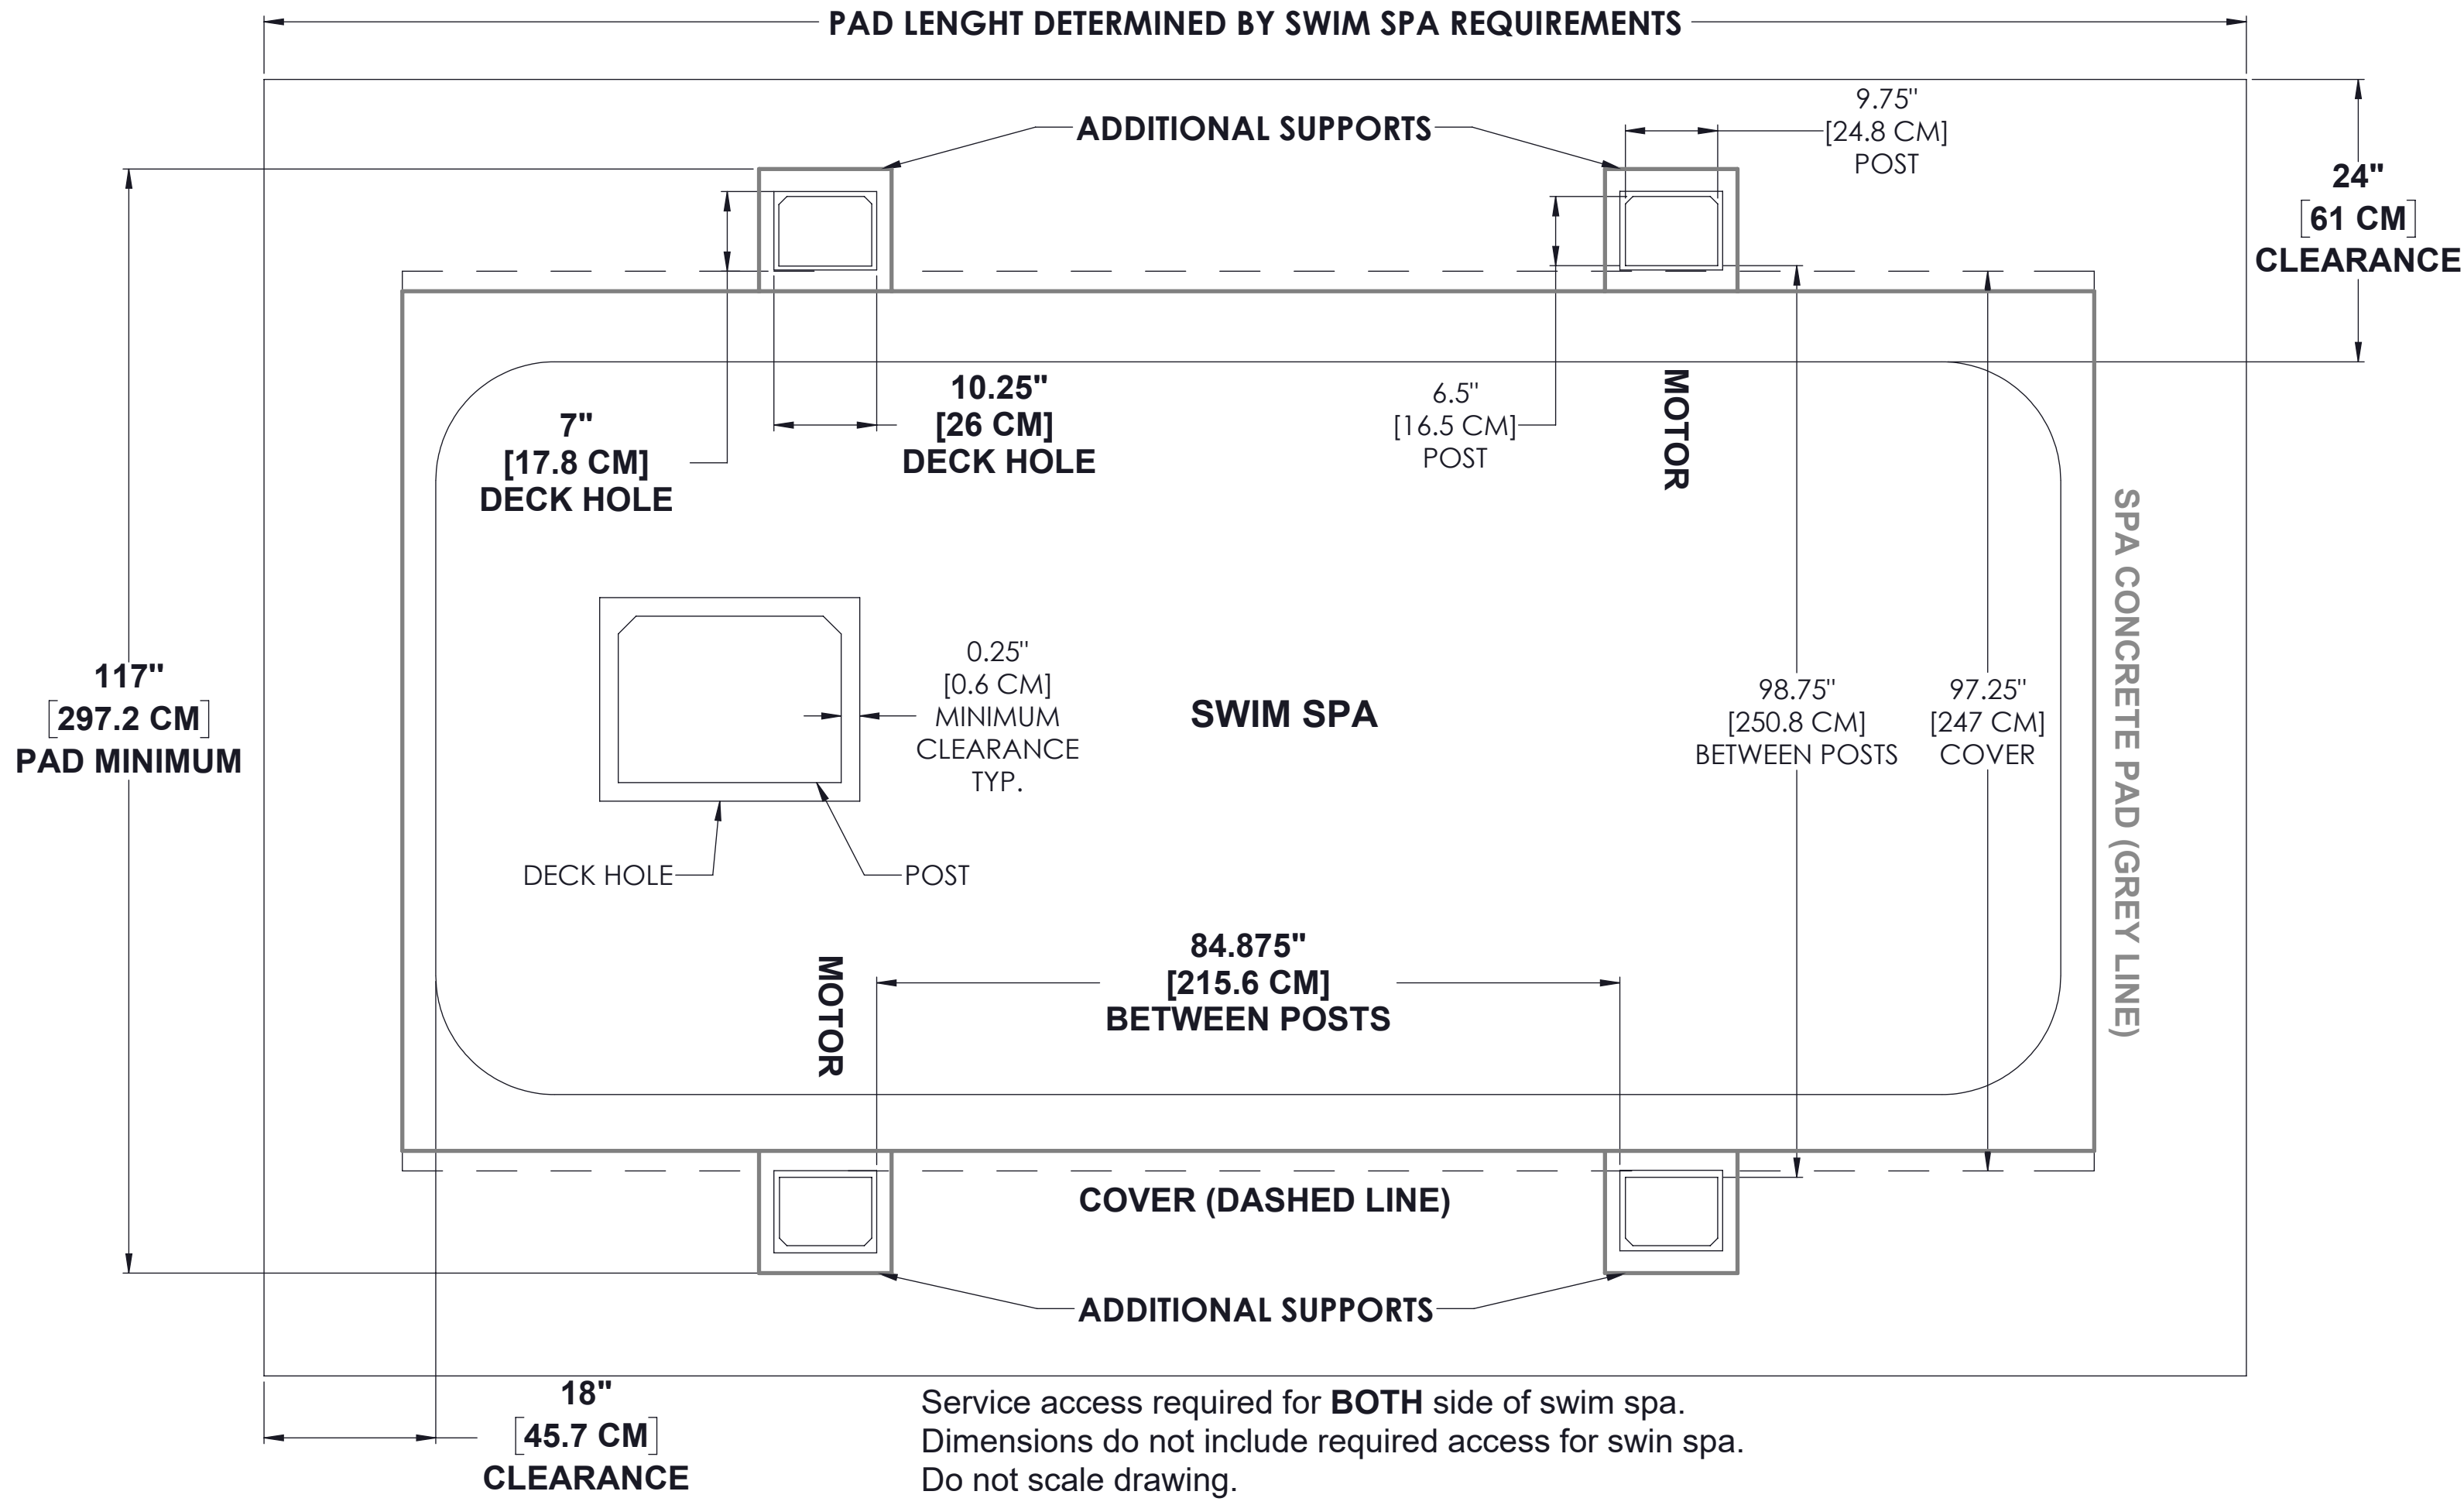 PAD LENGHT DETERMINED BY SWIM SPA REQUIREMENTS
ADDITIONAL SUPPORTS
9.75"
[24.8 CM]
POST
24"
[61 CM]
CLEARANCE
7"
[17.8 CM]
DECK HOLE
10.25"
[26 CM]
DECK HOLE
6.5"
[16.5 CM]
POST
MOTOR
SPA CONCRETE PAD (GREY LINE)
117"
[297.2 CM]
PAD MINIMUM
0.25"
[0.6 CM]
MINIMUM
CLEARANCE
TYP.
SWIM SPA
98.75"
[250.8 CM]
BETWEEN POSTS
97.25"
[247 CM]
COVER
DECK HOLE
POST
MOTOR
84.875"
[215.6 CM]
BETWEEN POSTS
COVER (DASHED LINE)
ADDITIONAL SUPPORTS
18"
[45.7 CM]
CLEARANCE
Service access required for BOTH side of swim spa.
Dimensions do not include required access for swin spa.
Do not scale drawing.